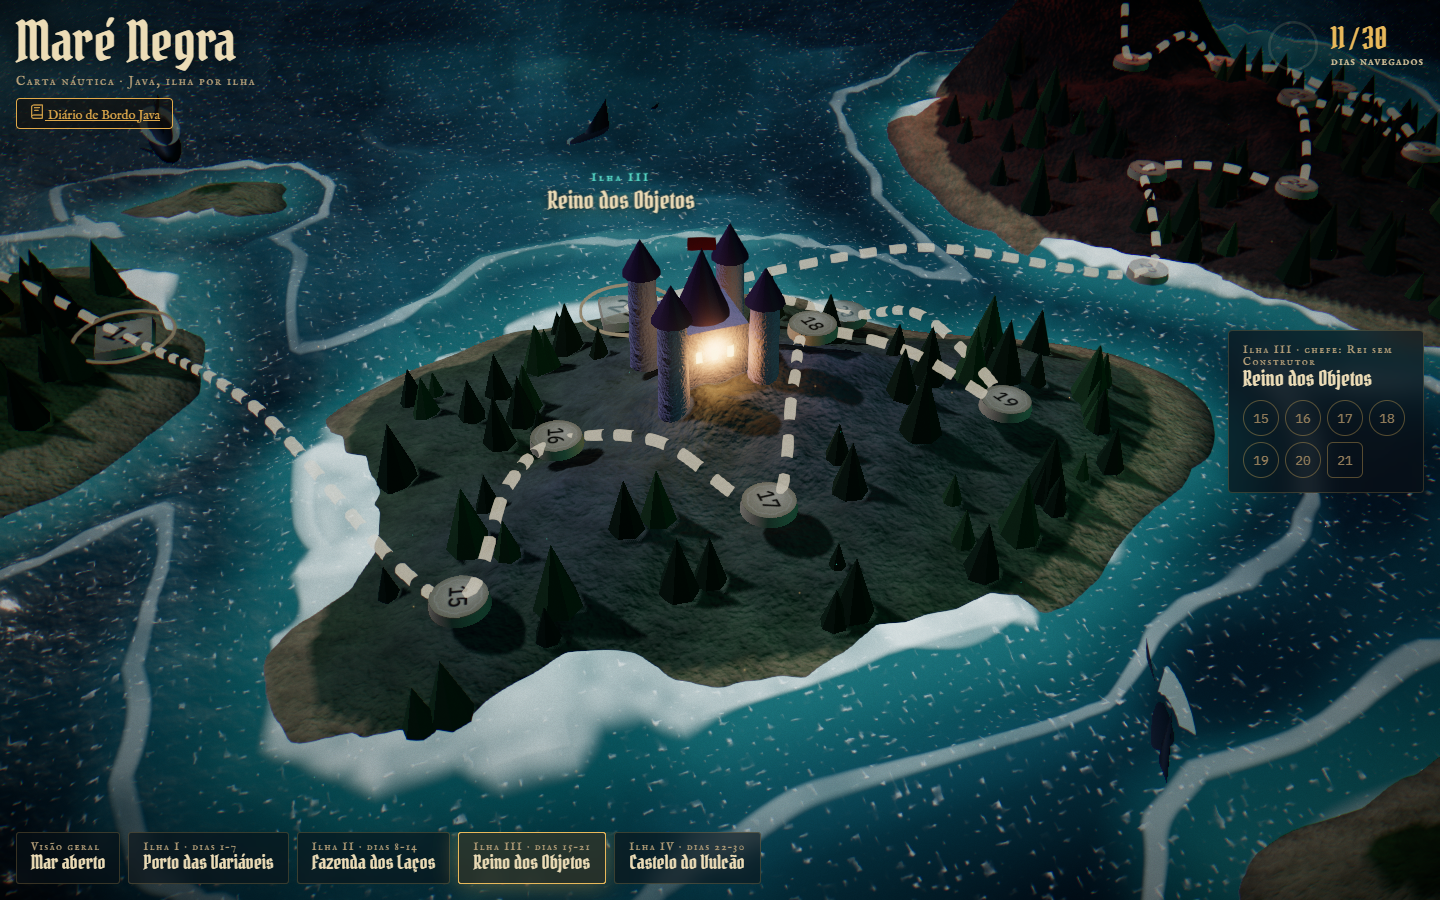 Maré Negra
Carta náutica · Java, ilha por ilha
Diário de Bordo Java
11/30
dias navegados
Ilha III
Reino dos Objetos
14
18
19
16
17
15
Ilha III · chefe: Rei sem
Construtor
Reino dos Objetos
15 16 17 18
19 20 21
Visão geral
Mar aberto
Ilha I · dias 1-7
Porto das Variáveis
Ilha II · dias 8-14
Fazenda dos Laços
Ilha III · dias 15-21
Reino dos Objetos
Ilha IV · dias 22-30
Castelo do Vulcão